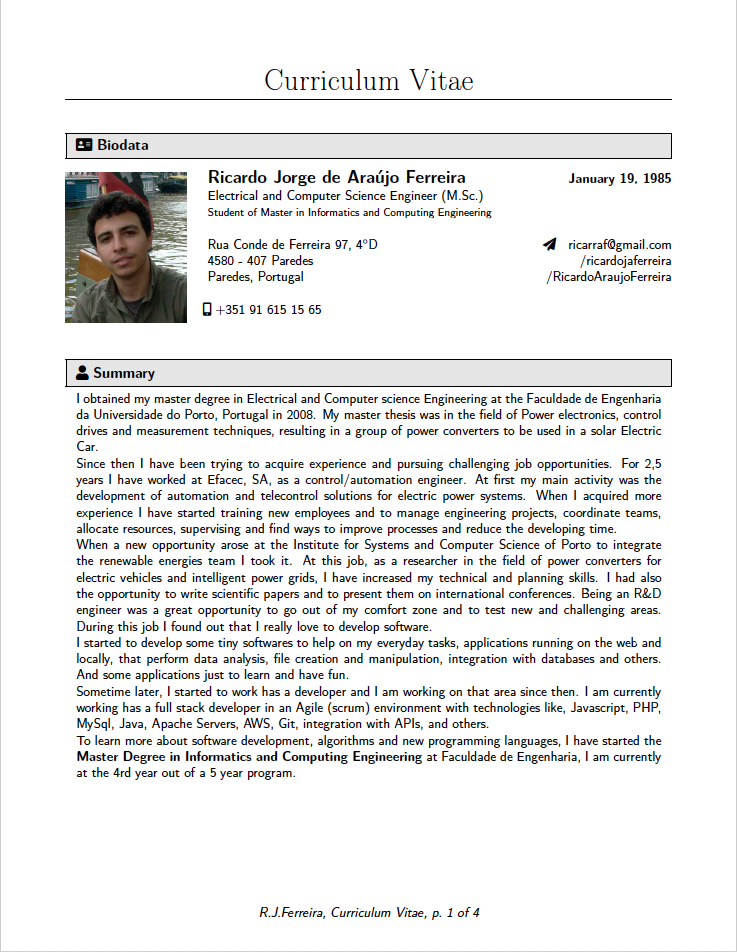 Curriculum Vitae
Biodata
Ricardo Jorge de Araújo Ferreira
January 19, 1985
Electrical and Computer Science Engineer (M.Sc.)
Student of Master in Informatics and Computing Engineering
Rua Conde de Ferreira 97, 4ºD
ricarraf@gmail.com
4580 - 407 Paredes
/ricardojaferreira
Paredes, Portugal
/RicardoAraujoFerreira
+351 91 615 15 65
Summary
I obtained my master degree in Electrical and Computer science Engineering at the Faculdade de Engenharia
da Universidade do Porto, Portugal in 2008. My master thesis was in the field of Power electronics, control
drives and measurement techniques, resulting in a group of power converters to be used in a solar Electric
Car.
Since then I have been trying to acquire experience and pursuing challenging job opportunities. For 2,5
years I have worked at Efacec, SA, as a control/automation engineer. At first my main activity was the
development of automation and telecontrol solutions for electric power systems. When I acquired more
experience I have started training new employees and to manage engineering projects, coordinate teams,
allocate resources, supervising and find ways to improve processes and reduce the developing time.
When a new opportunity arose at the Institute for Systems and Computer Science of Porto to integrate
the renewable energies team I took it. At this job, as a researcher in the field of power converters for
electric vehicles and intelligent power grids, I have increased my technical and planning skills. I had also
the opportunity to write scientific papers and to present them on international conferences. Being an R&D
engineer was a great opportunity to go out of my comfort zone and to test new and challenging areas.
During this job I found out that I really love to develop software.
I started to develop some tiny softwares to help on my everyday tasks, applications running on the web and
locally, that perform data analysis, file creation and manipulation, integration with databases and others.
And some applications just to learn and have fun.
Sometime later, I started to work has a developer and I am working on that area since then. I am currently
working has a full stack developer in an Agile (scrum) environment with technologies like, Javascript, PHP,
MySql, Java, Apache Servers, AWS, Git, integration with APIs, and others.
To learn more about software development, algorithms and new programming languages, I have started the
Master Degree in Informatics and Computing Engineering at Faculdade de Engenharia, I am currently
at the 4rd year out of a 5 year program.
R.J.Ferreira, Curriculum Vitae, p. 1 of 4